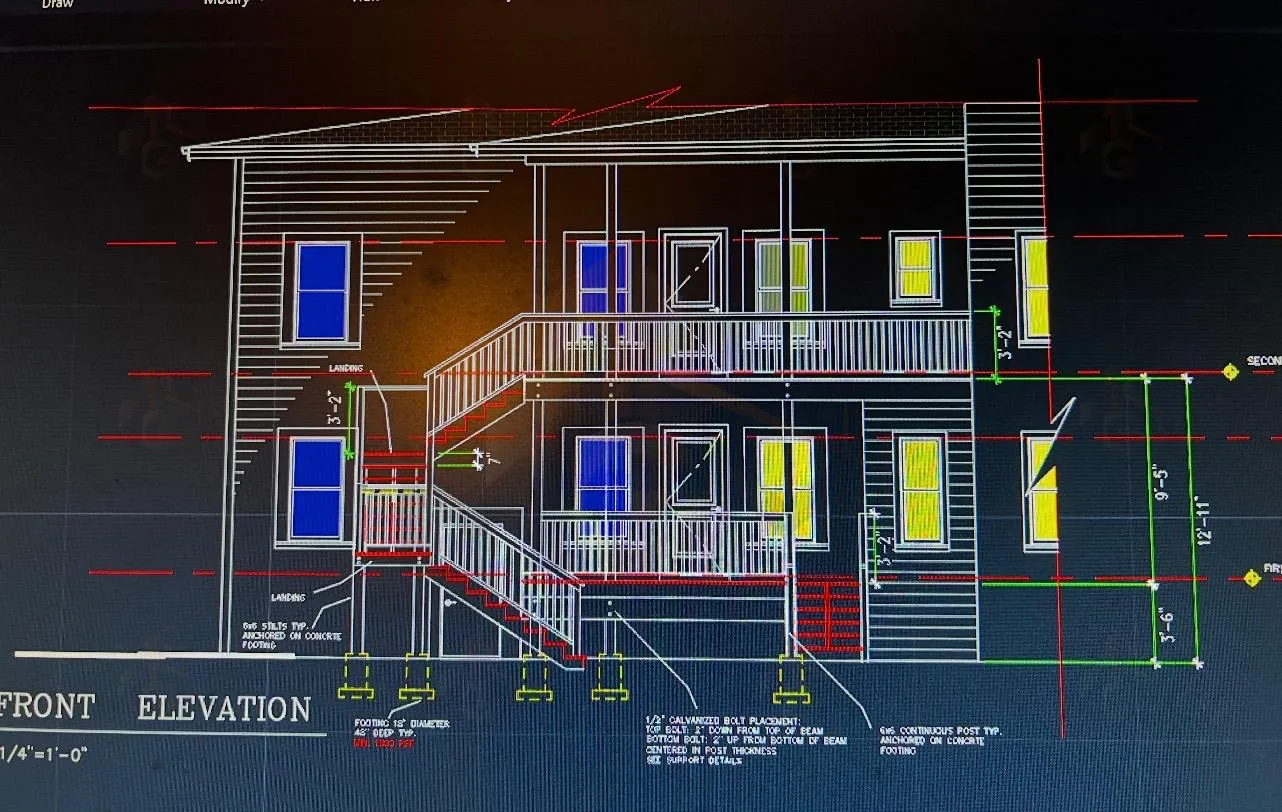 Draw
Modify
LANDING
3'-2"
3'-2"
SECON
7"
9'-5"
12'-11"
3'-2"
FIRS
LANDING
6x6 STILTS TYP.
ANCHORED ON CONCRTE
FOOTING
3'-6"
FRONT ELEVATION
1/4"=1'-0"
FOOTING 18" DIAMETER
48" DEEP TYP.
1/2" GALVANIZED BOLT PLACEMENT:
TOP BOLT: 2" DOWN FROM TOP OF BEAM
BOTTOM BOLT: 2" UP FROM BOTTOM OF BEAM
CENTERED IN POST THICKNESS
SEE SUPPORT DETAILS
6x6 CONTINUOUS POST TYP.
ANCHORED ON CONCRTE
FOOTING